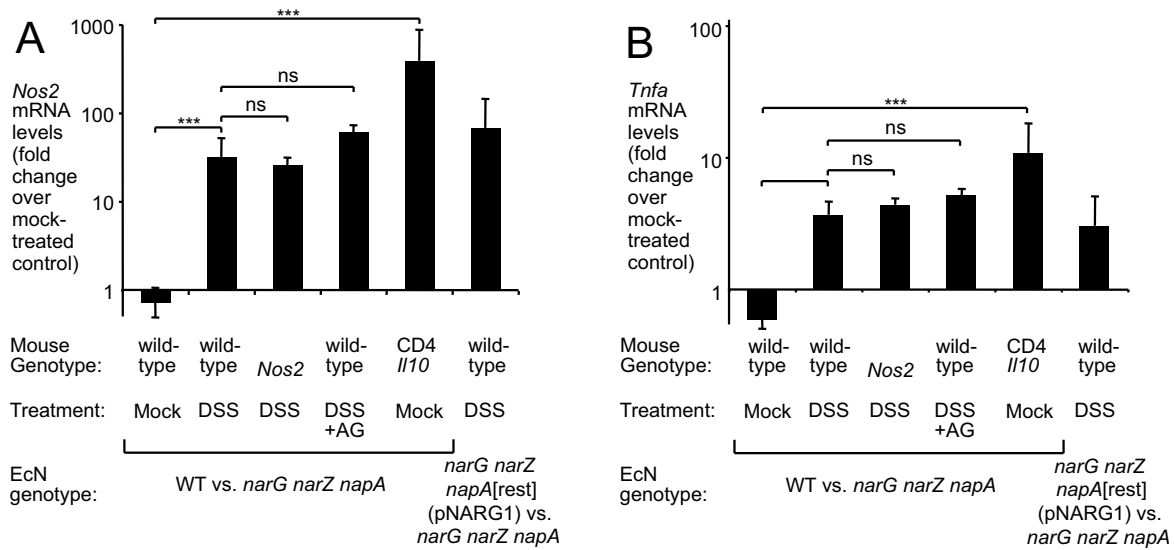 A
Nos2
mRNA
levels
(fold
change
over
mock-
treated
control)
1000
100
10
1
***
***
ns
ns
Mouse
Genotype:
wild-
type
wild-
type
Nos2
wild-
type
CD4
Il10
wild-
type
Treatment:
Mock
DSS
DSS
DSS
+AG
Mock
DSS
EcN
genotype:
WT vs. narG narZ napA
narG narZ
napA[rest]
(pNARG1) vs.
narG narZ napA
B
Tnfa
mRNA
levels
(fold
change
over
mock-
treated
control)
100
10
1
***
ns
ns
Mouse
Genotype:
wild-
type
wild-
type
Nos2
wild-
type
CD4
Il10
wild-
type
Treatment:
Mock
DSS
DSS
DSS
+AG
Mock
DSS
EcN
genotype:
WT vs. narG narZ napA
narG narZ
napA[rest]
(pNARG1) vs.
narG narZ napA